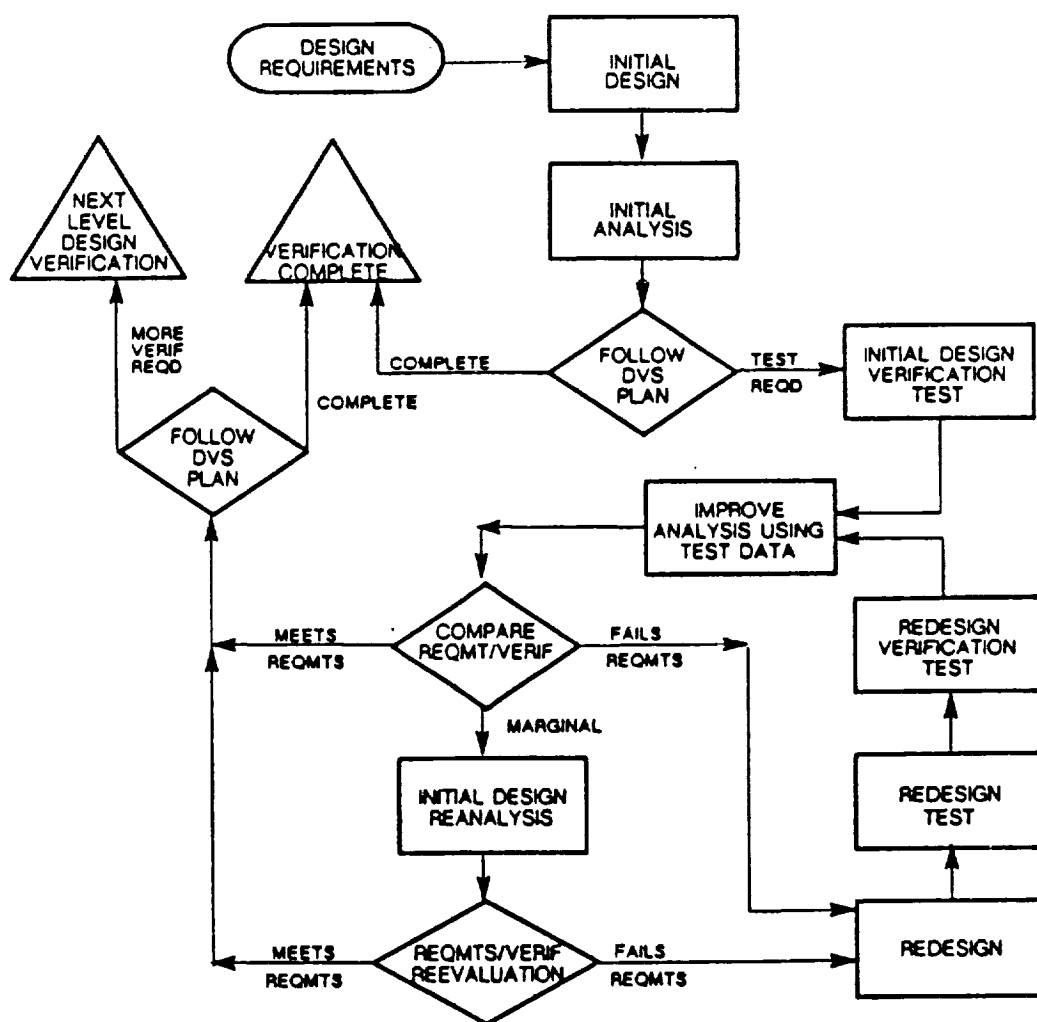 DESIGN
REQUIREMENTS
INITIAL
DESIGN
INITIAL
ANALYSIS
NEXT
LEVEL
DESIGN
VERIFICATION
VERIFICATION
COMPLETE
MORE
VERIF
REQD
COMPLETE
COMPLETE
FOLLOW
DVS
PLAN
TEST
REQD
INITIAL DESIGN
VERIFICATION
TEST
FOLLOW
DVS
PLAN
IMPROVE
ANALYSIS USING
TEST DATA
MEETS
REQMTS
COMPARE
REQMT/VERIF
FAILS
REQMTS
REDESIGN
VERIFICATION
TEST
MARGINAL
INITIAL DESIGN
REANALYSIS
REDESIGN
TEST
MEETS
REQMTS
REQMTS/VERIF
REEVALUATION
FAILS
REQMTS
REDESIGN